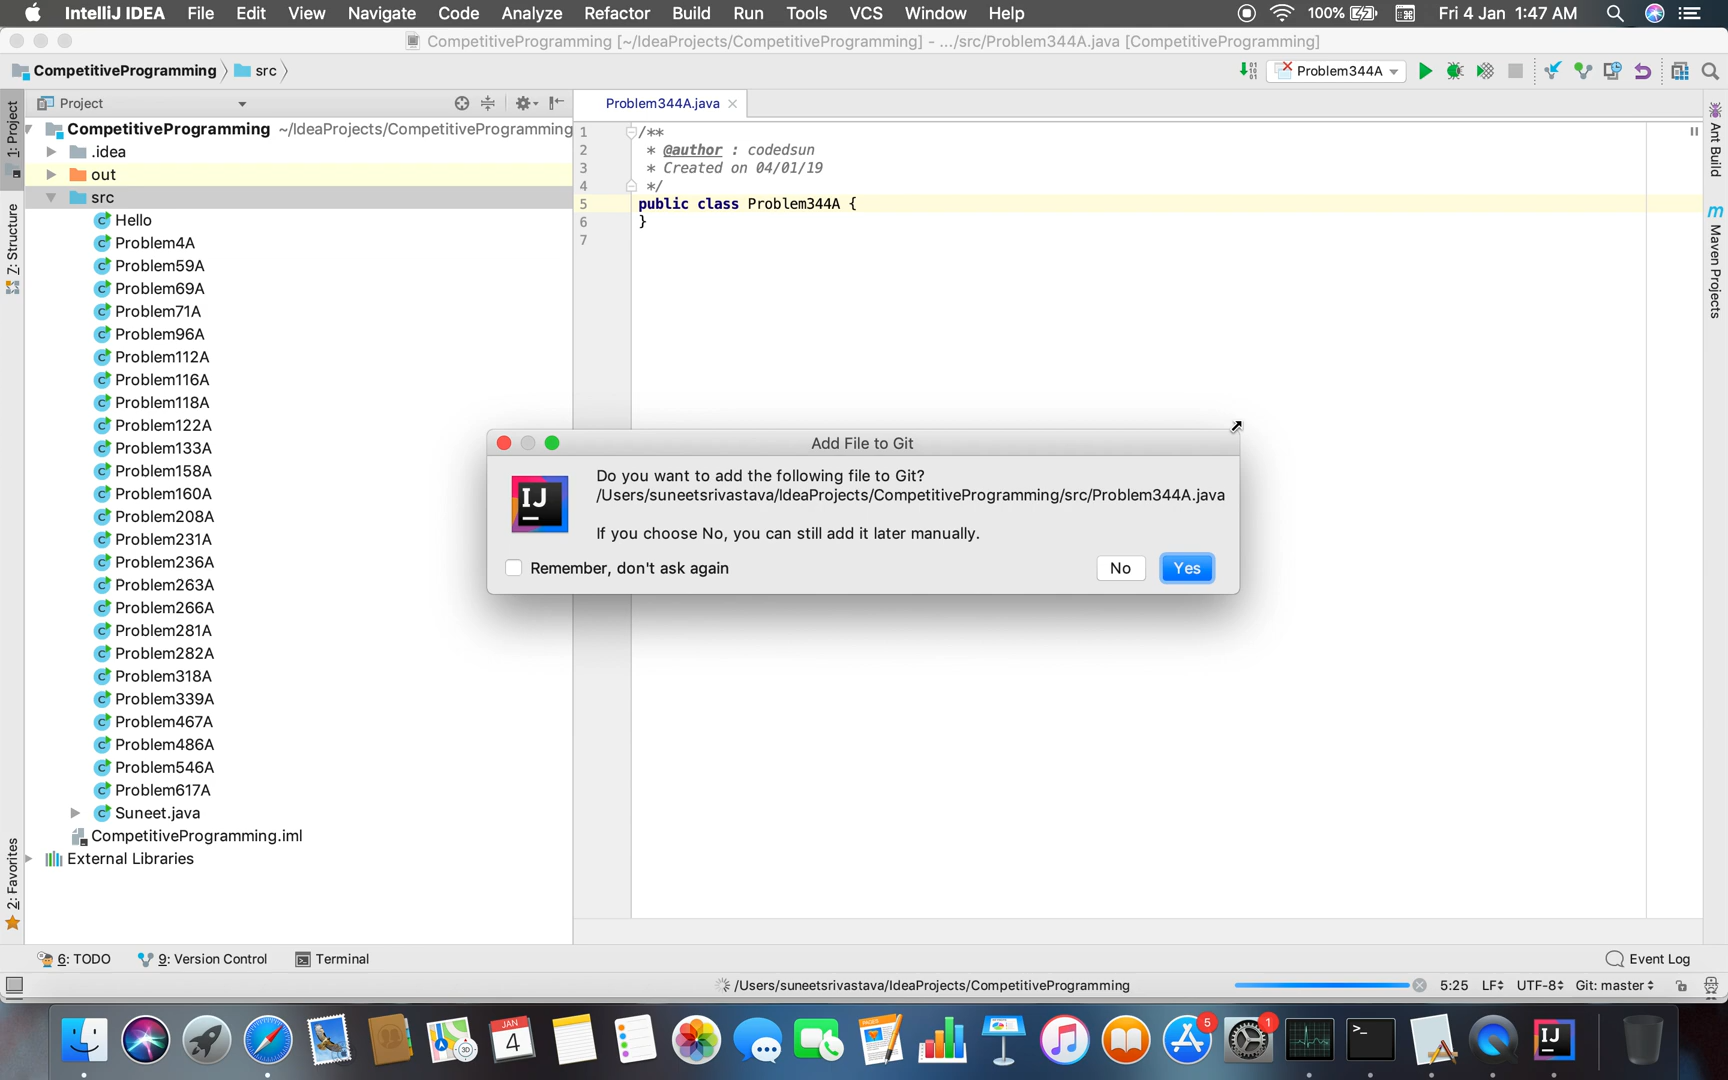 IntelliJ IDEA File Edit View Navigate Code Analyze Refactor Build Run Tools VCS Window Help 100% Fri 4 Jan 1:47 AM
CompetitiveProgramming [~/IdeaProjects/CompetitiveProgramming] - .../src/Problem344A.java [CompetitiveProgramming]
CompetitiveProgramming src Problem344A
Project Problem344A.java
1: Project
Z: Structure
2: Favorites
CompetitiveProgramming ~/IdeaProjects/CompetitiveProgramming
.idea
out
src
Hello
Problem4A
Problem59A
Problem69A
Problem71A
Problem96A
Problem112A
Problem116A
Problem118A
Problem122A
Problem133A
Problem158A
Problem160A
Problem208A
Problem231A
Problem236A
Problem263A
Problem266A
Problem281A
Problem282A
Problem318A
Problem339A
Problem467A
Problem486A
Problem546A
Problem617A
Suneet.java
CompetitiveProgramming.iml
External Libraries
1 /**
2 * @author : codedsun
3 * Created on 04/01/19
4 */
5 public class Problem344A {
6 }
7
Ant Build
Maven Projects
Add File to Git
Do you want to add the following file to Git?
/Users/suneetsrivastava/IdeaProjects/CompetitiveProgramming/src/Problem344A.java
If you choose No, you can still add it later manually.
Remember, don't ask again No Yes
6: TODO 9: Version Control Terminal Event Log
/Users/suneetsrivastava/IdeaProjects/CompetitiveProgramming 5:25 LF UTF-8 Git: master
JAN
4
3D
5
1
>_
IJ